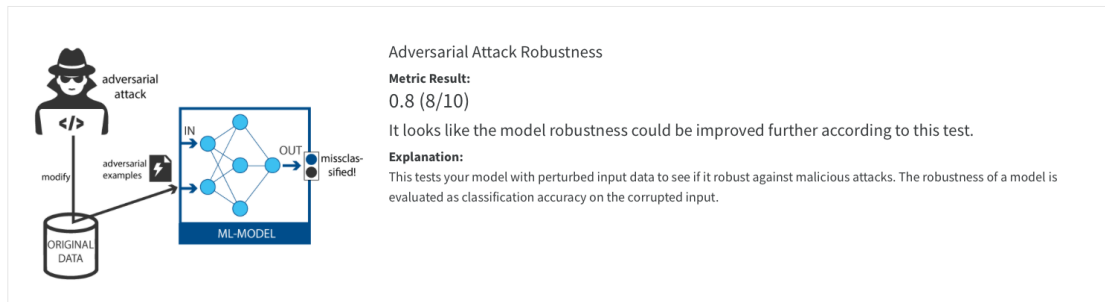 adversarial
attack
</>
modify
adversarial
examples
ORIGINAL
DATA
IN
OUT
missclas-
sified!
ML-MODEL
Adversarial Attack Robustness
Metric Result:
0.8 (8/10)
It looks like the model robustness could be improved further according to this test.
Explanation:
This tests your model with perturbed input data to see if it robust against malicious attacks. The robustness of a model is
evaluated as classification accuracy on the corrupted input.